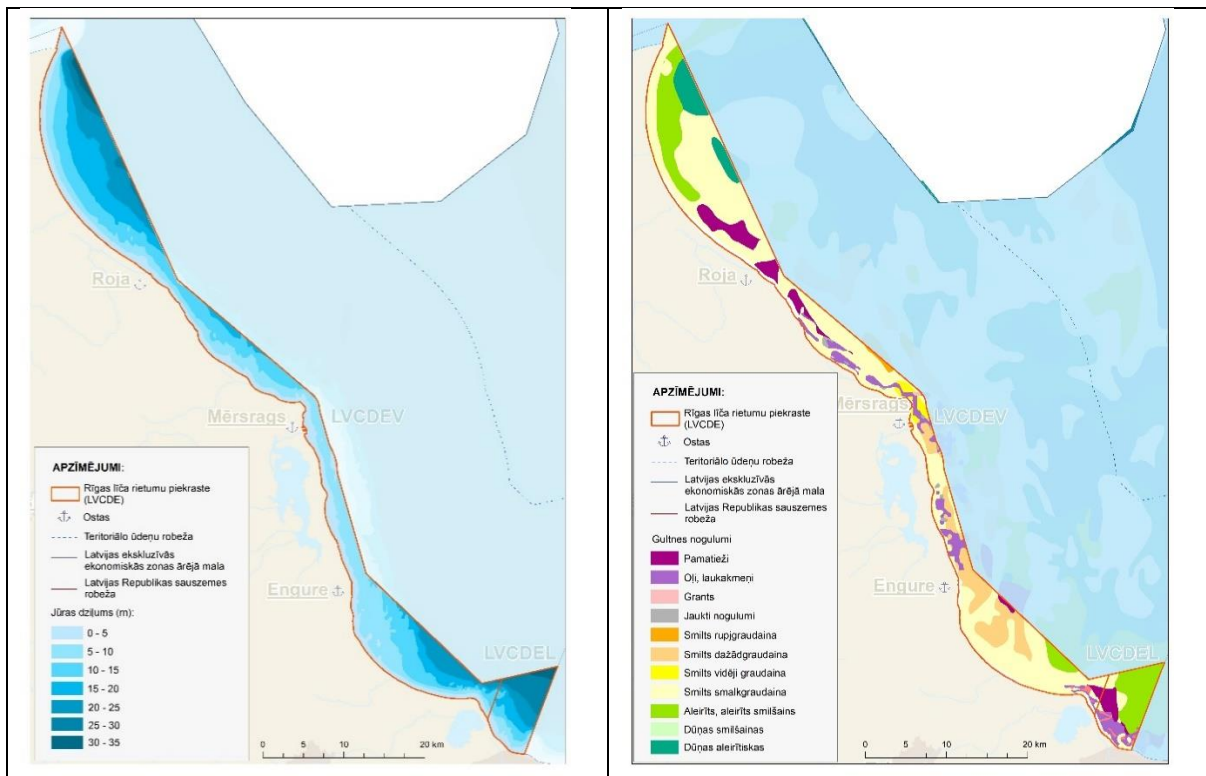 Roja
Mērsrags
LVCDEV
Engure
LVCDEL
APZĪMĒJUMI:
Rīgas līča rietumu piekraste
(LVCDE)
Ostas
Teritoriālo ūdeņu robeža
Latvijas ekskluzīvās
ekonomiskās zonas ārējā mala
Latvijas Republikas sauszemes
robeža
Jūras dziļums (m):
0 - 5
5 - 10
10 - 15
15 - 20
20 - 25
25 - 30
30 - 35
0 5 10 20 km
Roja
Mērsrags
LVCDEV
Engure
LVCDEL
APZĪMĒJUMI:
Rīgas līča rietumu piekraste
(LVCDE)
Ostas
Teritoriālo ūdeņu robeža
Latvijas ekskluzīvās
ekonomiskās zonas ārējā mala
Latvijas Republikas sauszemes
robeža
Gultnes nogulumi
Pamatieži
Oļi, laukakmeņi
Grants
Jaukti nogulumi
Smilts rupjgraudaina
Smilts dažādgraudaina
Smilts vidēji graudaina
Smilts smalkgraudaina
Aleirīts, aleirīts smilšains
Dūņas smilšainas
Dūņas aleirītiskas
0 5 10 20 km